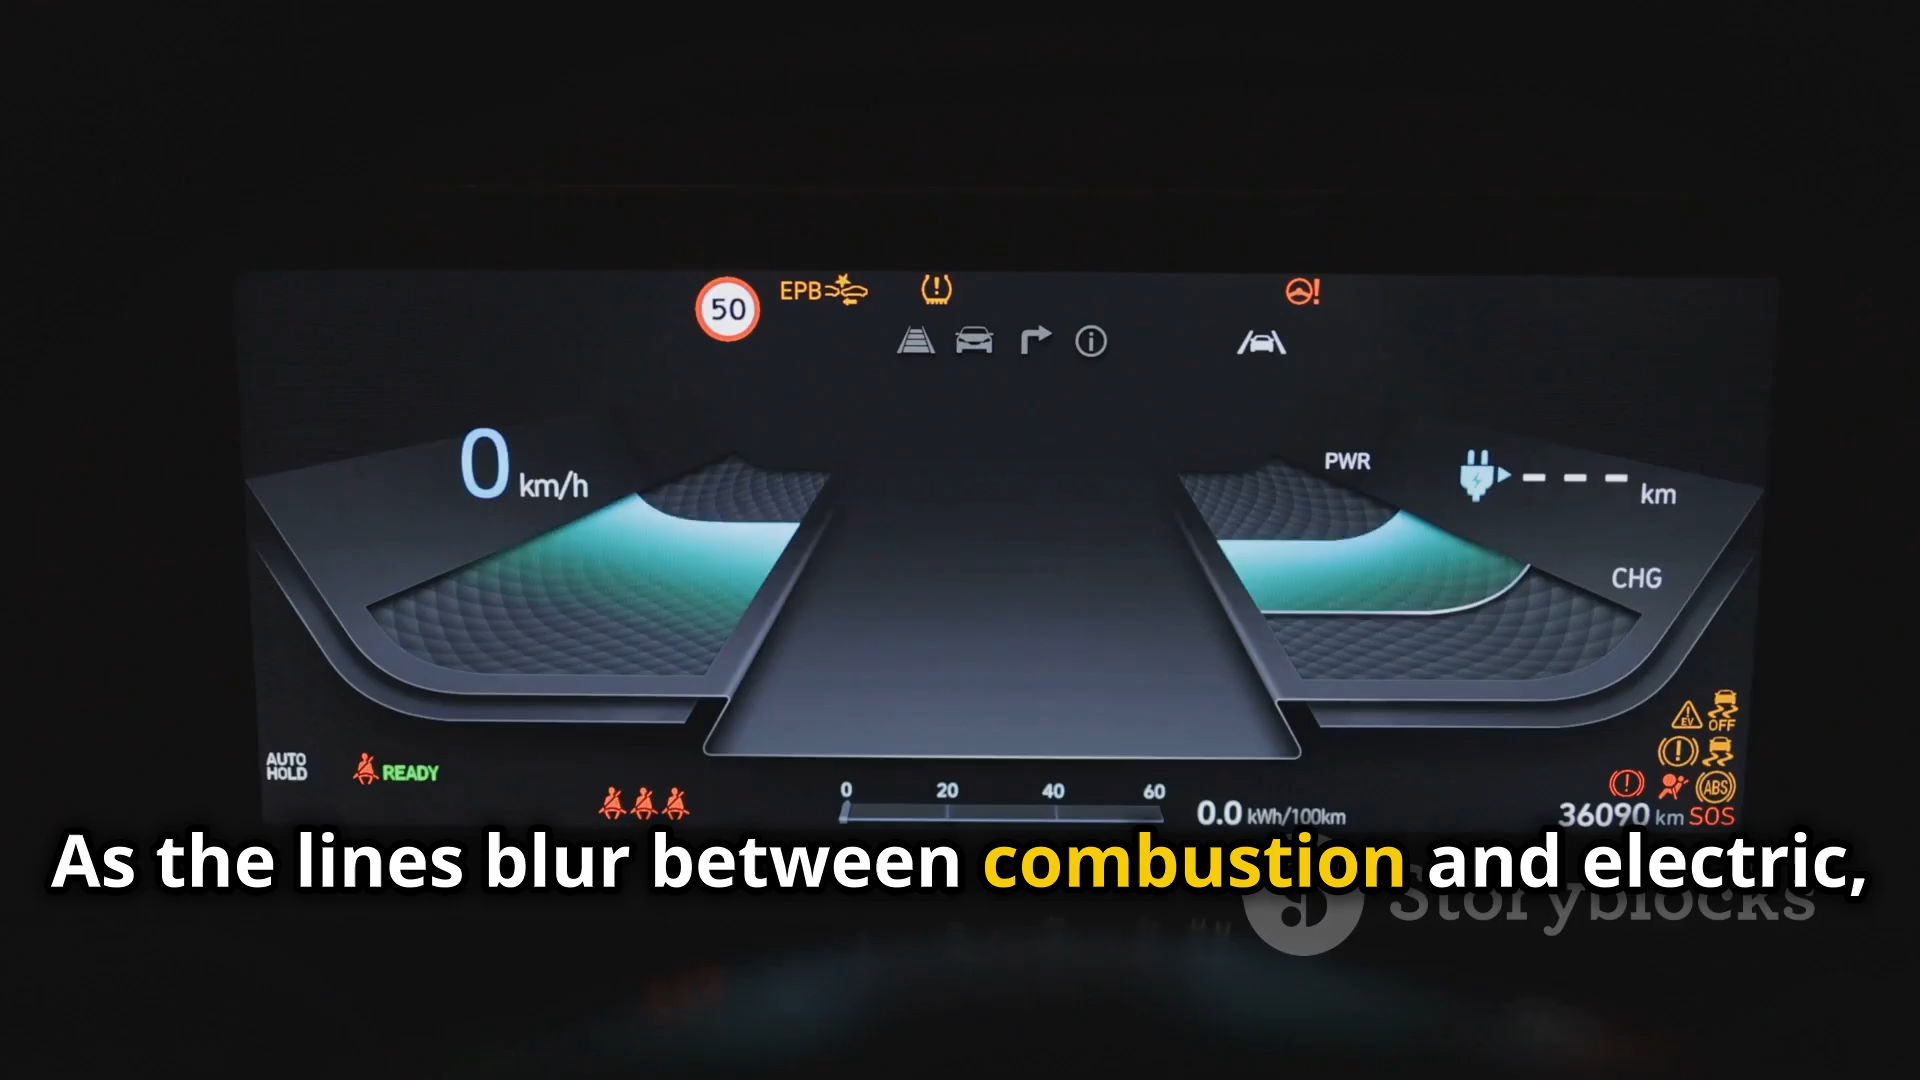 50
EPB
0 km/h
PWR
km
CHG
EV
OFF
AUTO HOLD
READY
0 20 40 60
0.0 kWh/100km
ABS
36090 km SOS
As the lines blur between combustion and electric,
Storyblocks